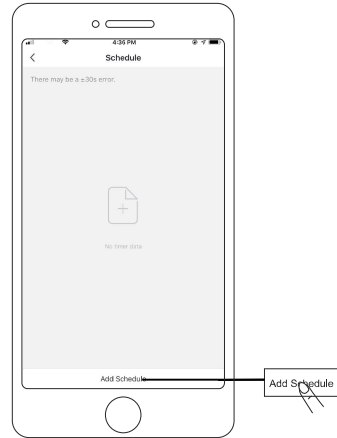 4:36 PM
Schedule
There may be a ±30s error.
No timer data
Add Schedule
Add Schedule